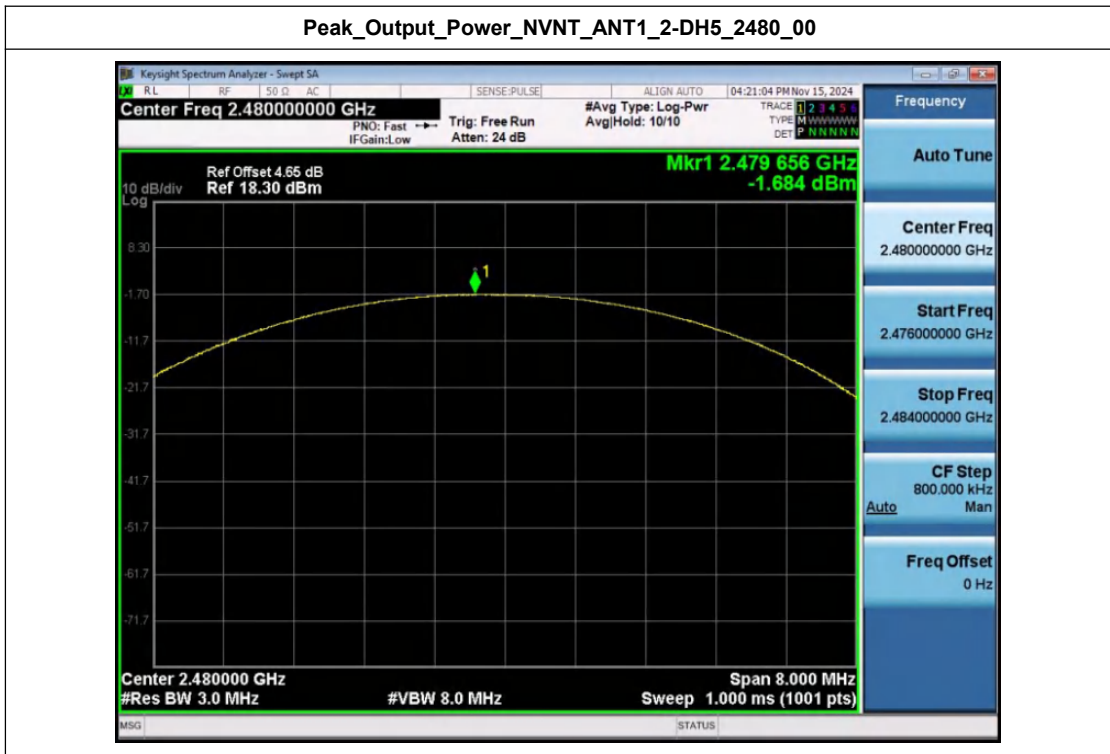 Peak_Output_Power_NVNT_ANT1_2-DH5_2480_00
Keysight Spectrum Analyzer - Swept SA
RL RF 50 Ω AC SENSE:PULSE ALIGN AUTO 04:21:04 PM Nov 15, 2024
Center Freq 2.480000000 GHz
PNO: Fast
IFGain:Low
Trig: Free Run
Atten: 24 dB
#Avg Type: Log-Pwr
Avg|Hold: 10/10
TRACE 1 2 3 4 5 6
TYPE M WWWWW
DET P N N N N N
Mkr1 2.479 656 GHz
-1.684 dBm
Ref Offset 4.65 dB
10 dB/div Ref 18.30 dBm
Log
1
8.30
-1.70
-11.7
-21.7
-31.7
-41.7
-51.7
-61.7
-71.7
Center 2.480000 GHz Span 8.000 MHz
#Res BW 3.0 MHz #VBW 8.0 MHz Sweep 1.000 ms (1001 pts)
MSG STATUS
Frequency
Auto Tune
Center Freq
2.480000000 GHz
Start Freq
2.476000000 GHz
Stop Freq
2.484000000 GHz
CF Step
800.000 kHz
Auto Man
Freq Offset
0 Hz